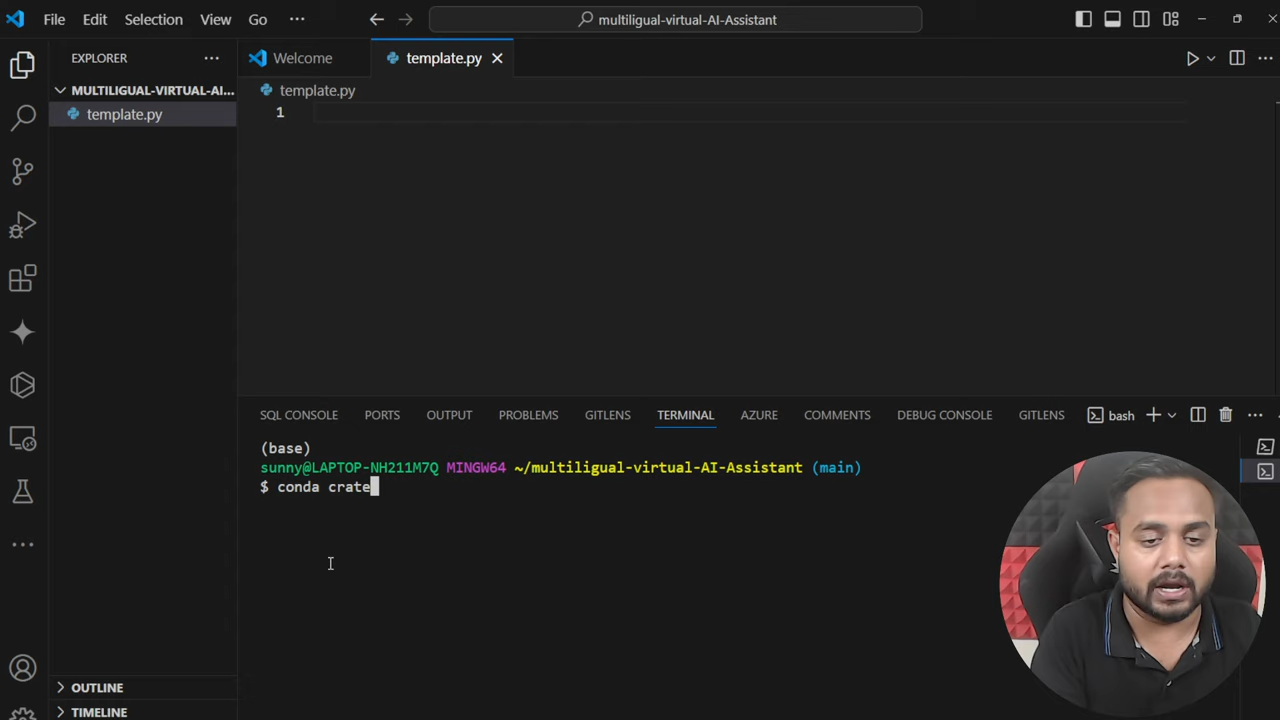 File Edit Selection View Go ··· multiligual-virtual-AI-Assistant
EXPLORER ···
MULTILIGUAL-VIRTUAL-AI...
template.py
Welcome template.py
template.py
1
SQL CONSOLE PORTS OUTPUT PROBLEMS GITLENS TERMINAL AZURE COMMENTS DEBUG CONSOLE GITLENS bash
(base)
sunny@LAPTOP-NH211M7Q MINGW64 ~/multiligual-virtual-AI-Assistant (main)
$ conda crate
OUTLINE
TIMELINE